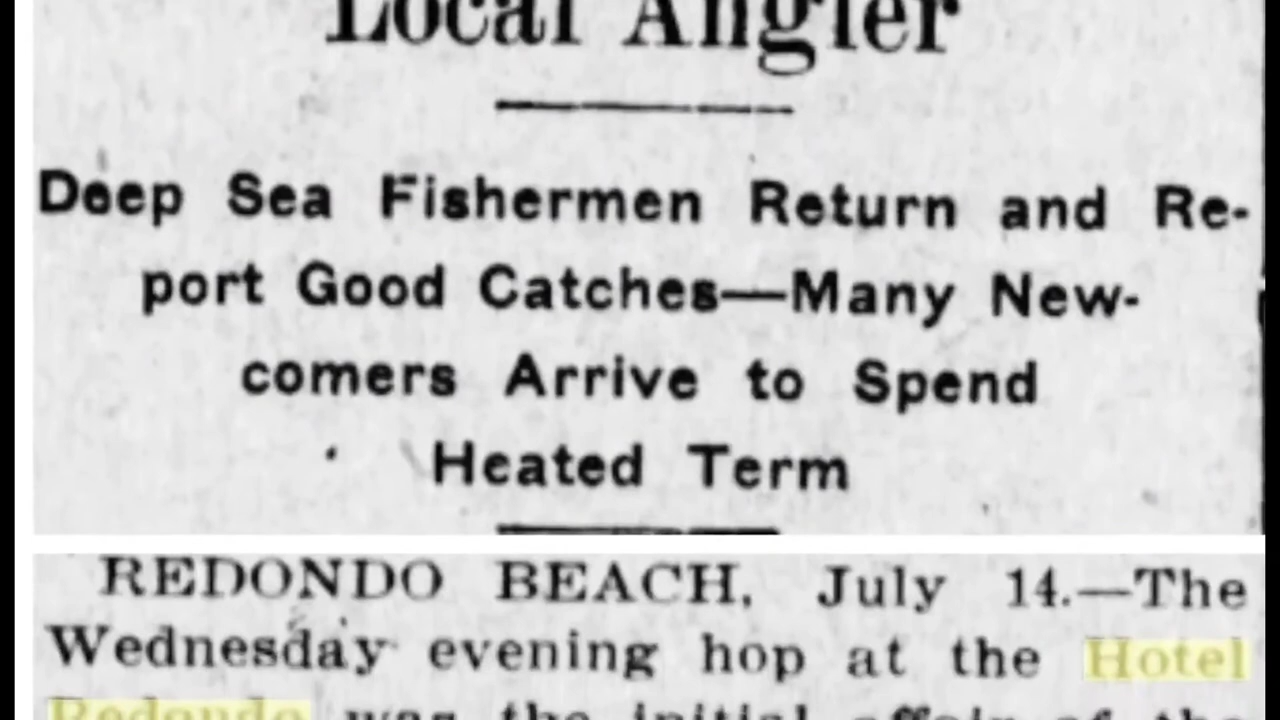 Local Angler
Deep Sea Fishermen Return and Re-
port Good Catches—Many New-
comers Arrive to Spend
Heated Term
REDONDO BEACH, July 14.—The
Wednesday evening hop at the Hotel
Redondo was the initial affair of the